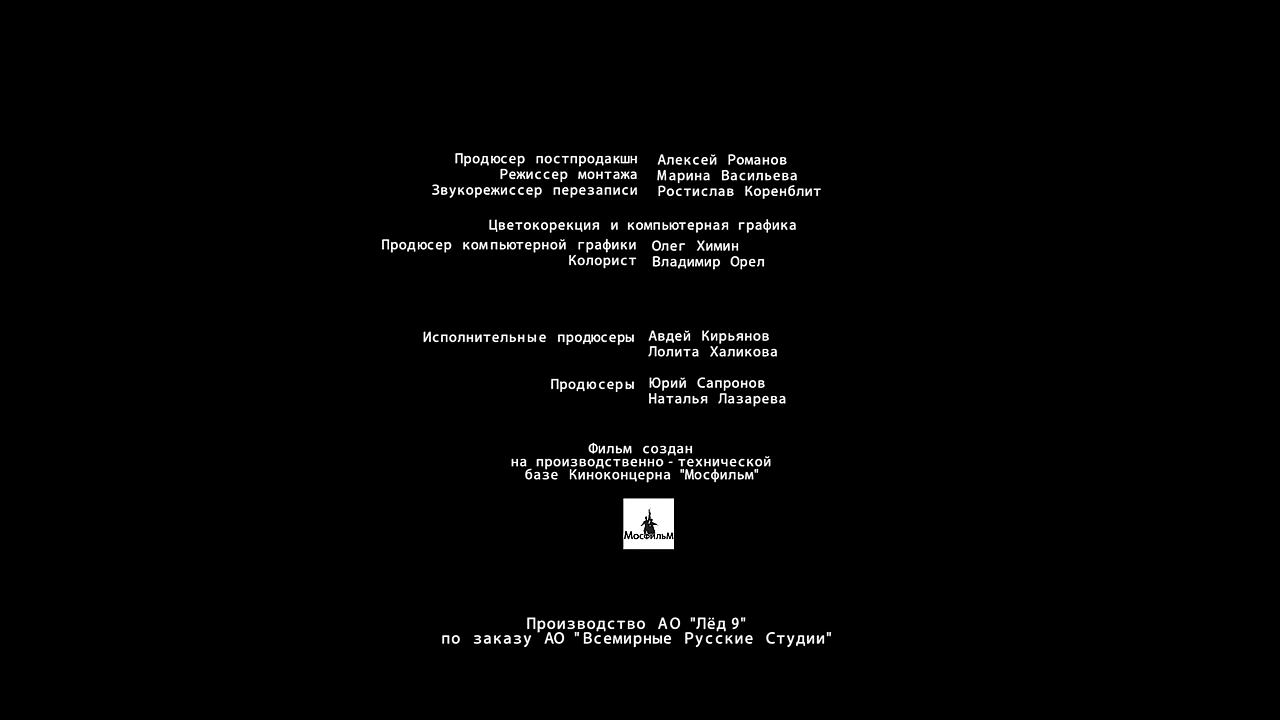 Продюсер постпродакшн Алексей Романов
Режиссер монтажа Марина Васильева
Звукорежиссер перезаписи Ростислав Коренблит
Цветокорекция и компьютерная графика
Продюсер компьютерной графики Олег Химин
Колорист Владимир Орел
Исполнительные продюсеры Авдей Кирьянов
Лолита Халикова
Продюсеры Юрий Сапронов
Наталья Лазарева
Фильм создан
на производственно - технической
базе Киноконцерна "Мосфильм"
Мосфильм
Производство АО "Лёд 9"
по заказу АО "Всемирные Русские Студии"